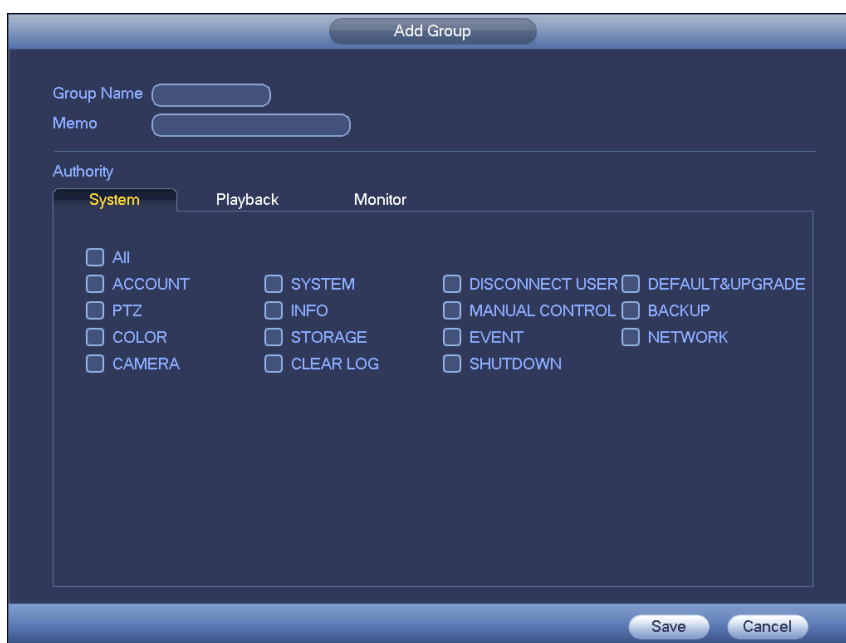 Add Group
Group Name
Memo
Authority
System Playback Monitor
All
ACCOUNT SYSTEM DISCONNECT USER DEFAULT&UPGRADE
PTZ INFO MANUAL CONTROL BACKUP
COLOR STORAGE EVENT NETWORK
CAMERA CLEAR LOG SHUTDOWN
Save Cancel